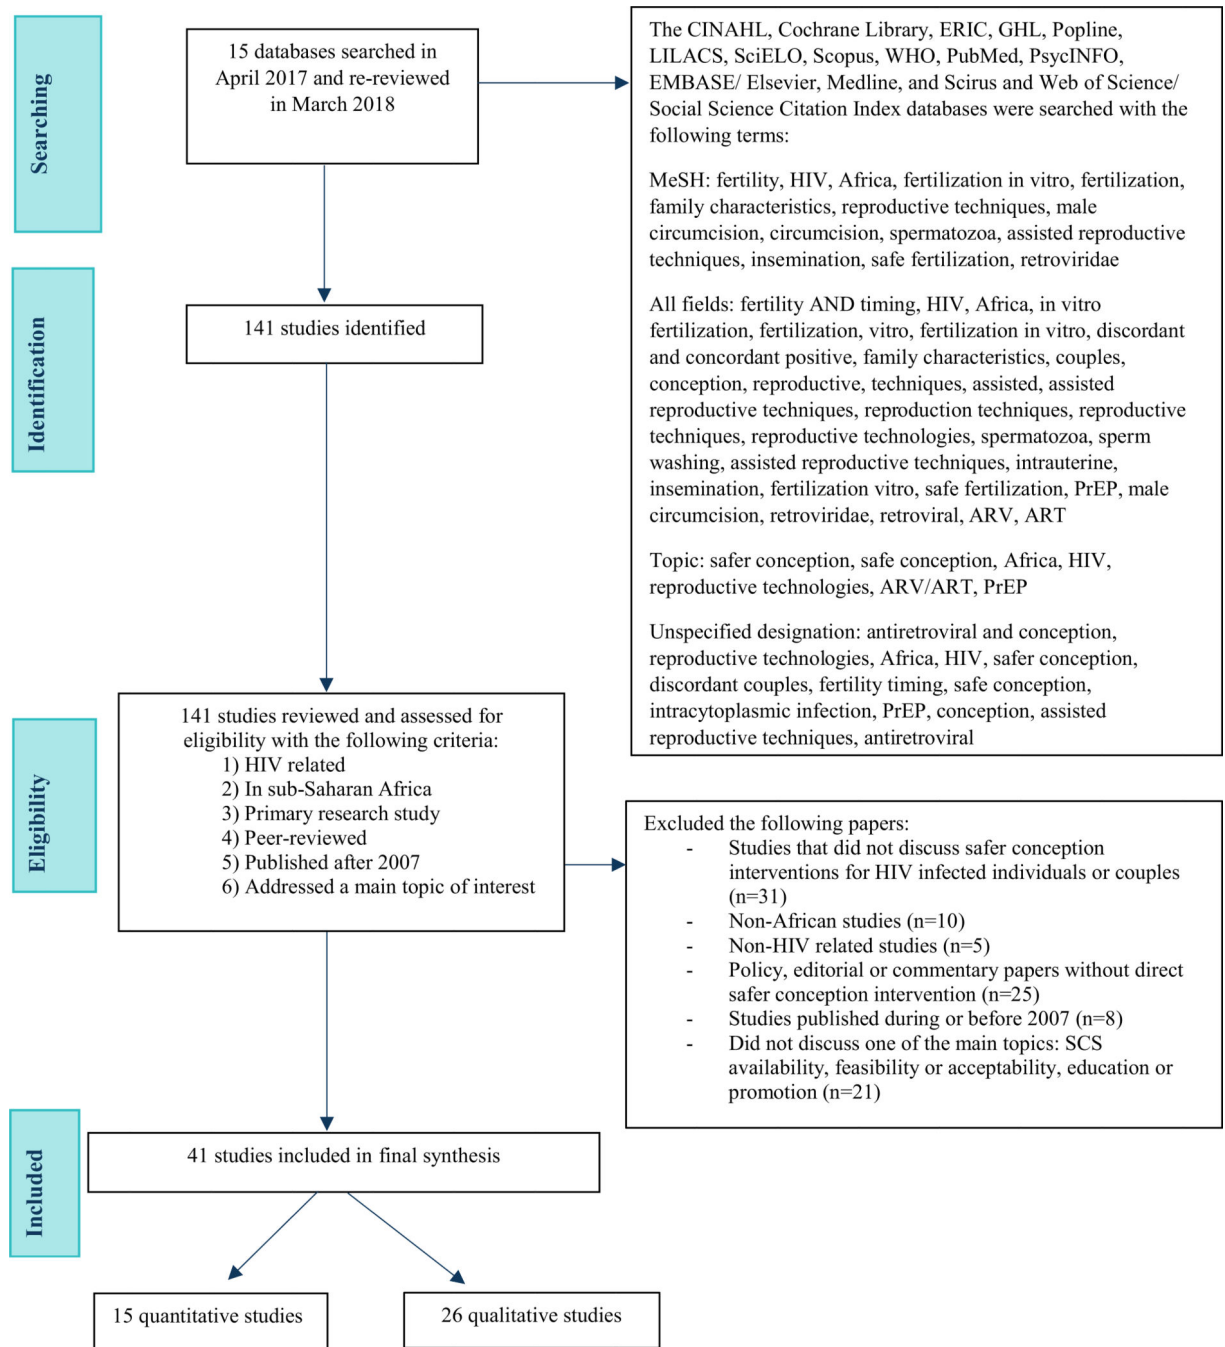 Searching
15 databases searched in
April 2017 and re-reviewed
in March 2018
The CINAHL, Cochrane Library, ERIC, GHL, Popline,
LILACS, SciELO, Scopus, WHO, PubMed, PsycINFO,
EMBASE/ Elsevier, Medline, and Scirus and Web of Science/
Social Science Citation Index databases were searched with the
following terms:
MeSH: fertility, HIV, Africa, fertilization in vitro, fertilization,
family characteristics, reproductive techniques, male
circumcision, circumcision, spermatozoa, assisted reproductive
techniques, insemination, safe fertilization, retroviridae
All fields: fertility AND timing, HIV, Africa, in vitro
fertilization, fertilization, vitro, fertilization in vitro, discordant
and concordant positive, family characteristics, couples,
conception, reproductive, techniques, assisted, assisted
reproductive techniques, reproduction techniques, reproductive
techniques, reproductive technologies, spermatozoa, sperm
washing, assisted reproductive techniques, intrauterine,
insemination, fertilization vitro, safe fertilization, PrEP, male
circumcision, retroviridae, retroviral, ARV, ART
Topic: safer conception, safe conception, Africa, HIV,
reproductive technologies, ARV/ART, PrEP
Unspecified designation: antiretroviral and conception,
reproductive technologies, Africa, HIV, safer conception,
discordant couples, fertility timing, safe conception,
intracytoplasmic infection, PrEP, conception, assisted
reproductive techniques, antiretroviral
Identification
141 studies identified
Eligibility
141 studies reviewed and assessed for
eligibility with the following criteria:
1) HIV related
2) In sub-Saharan Africa
3) Primary research study
4) Peer-reviewed
5) Published after 2007
6) Addressed a main topic of interest
Excluded the following papers:
- Studies that did not discuss safer conception
interventions for HIV infected individuals or couples
(n=31)
- Non-African studies (n=10)
- Non-HIV related studies (n=5)
- Policy, editorial or commentary papers without direct
safer conception intervention (n=25)
- Studies published during or before 2007 (n=8)
- Did not discuss one of the main topics: SCS
availability, feasibility or acceptability, education or
promotion (n=21)
Included
41 studies included in final synthesis
15 quantitative studies
26 qualitative studies